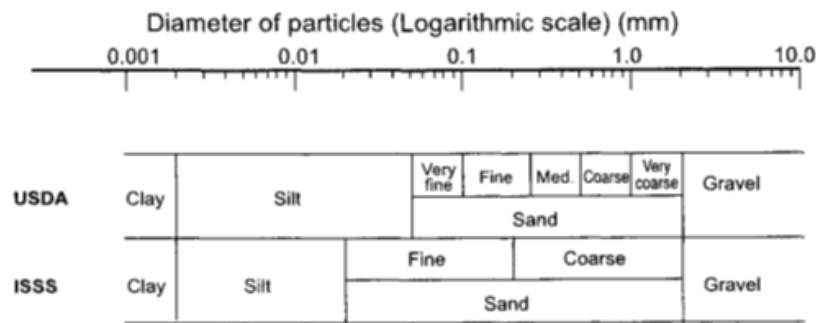 Diameter of particles (Logarithmic scale) (mm)
0.001 0.01 0.1 1.0 10.0
USDA Clay Silt Very fine Fine Med. Coarse Very coarse Gravel
Sand
ISSS Clay Silt Fine Coarse Gravel
Sand